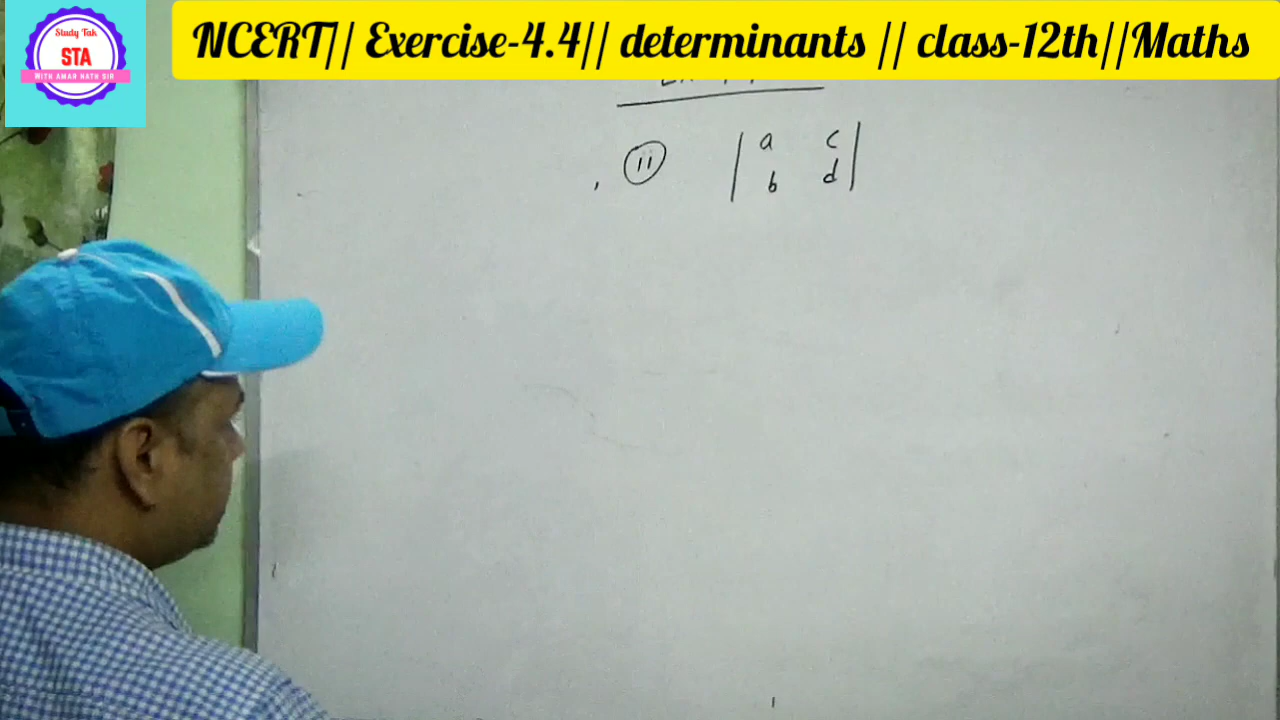 NCERT// Exercise-4.4// determinants // class-12th//Maths
Study Tak
STA
WITH AMAR NATH SIR
(ii) | a c |
| b d |